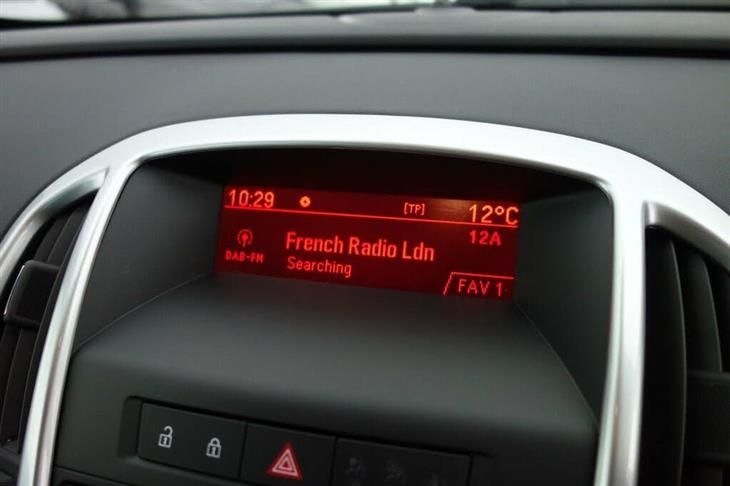 10:29 [TP] 12°C
12A
French Radio Ldn
DAB-FM Searching
FAV 1